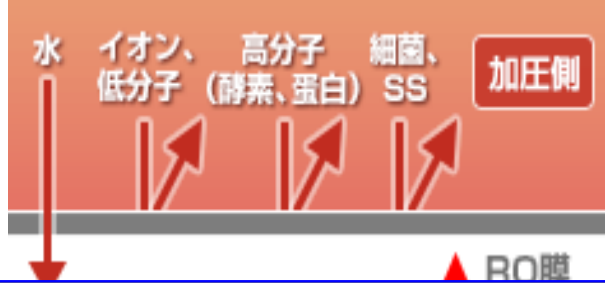 水
イオン、
低分子
高分子
（酵素、蛋白）
細菌、
SS
加圧側
RO膜